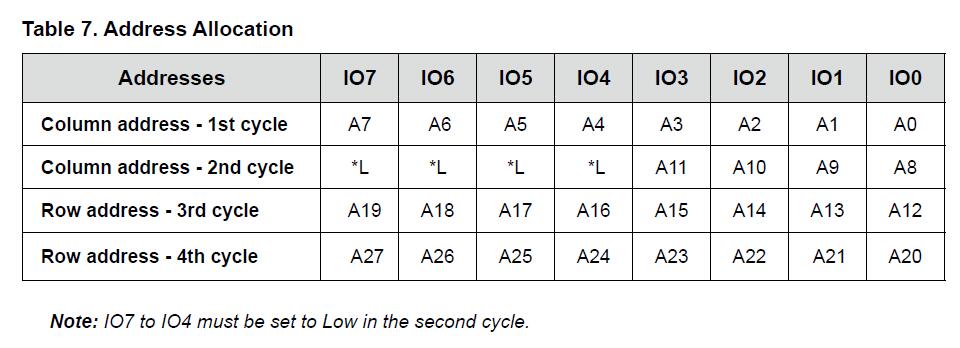 Table 7. Address Allocation
Addresses IO7 IO6 IO5 IO4 IO3 IO2 IO1 IO0
Column address - 1st cycle A7 A6 A5 A4 A3 A2 A1 A0
Column address - 2nd cycle *L *L *L *L A11 A10 A9 A8
Row address - 3rd cycle A19 A18 A17 A16 A15 A14 A13 A12
Row address - 4th cycle A27 A26 A25 A24 A23 A22 A21 A20
Note: IO7 to IO4 must be set to Low in the second cycle.